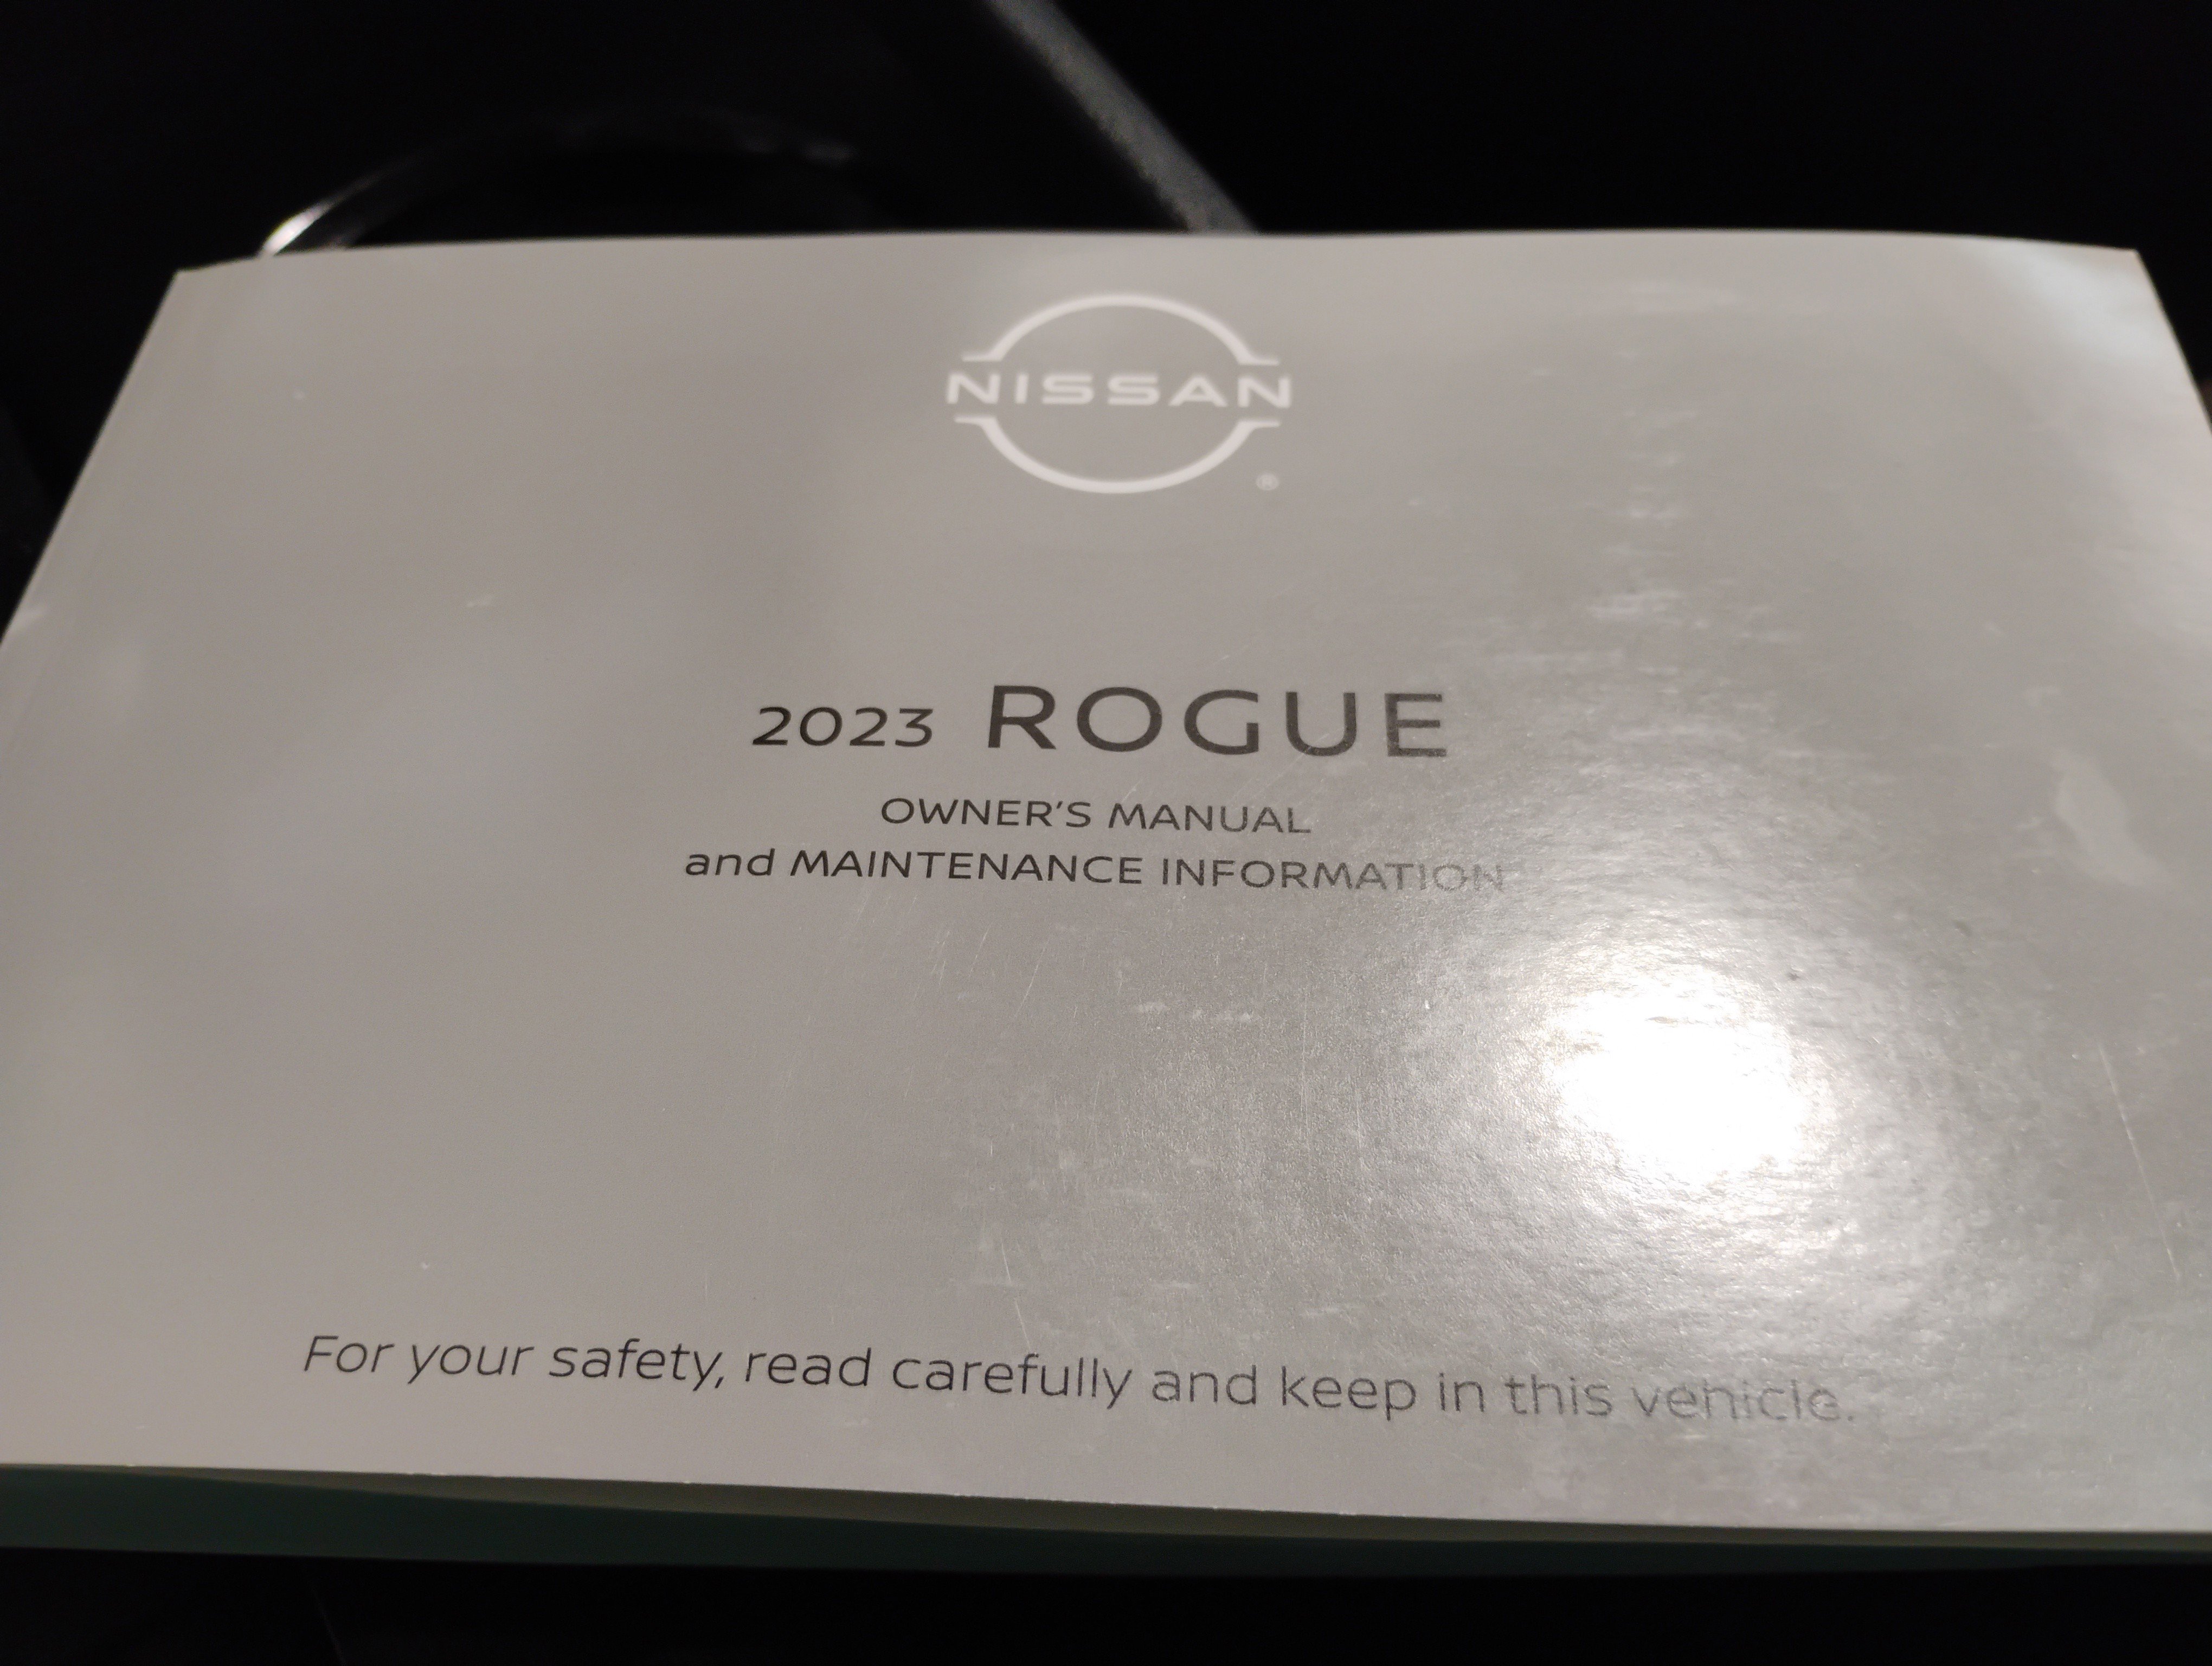 NISSAN
®
2023 ROGUE
OWNER'S MANUAL
and MAINTENANCE INFORMATION
For your safety, read carefully and keep in this vehicle.